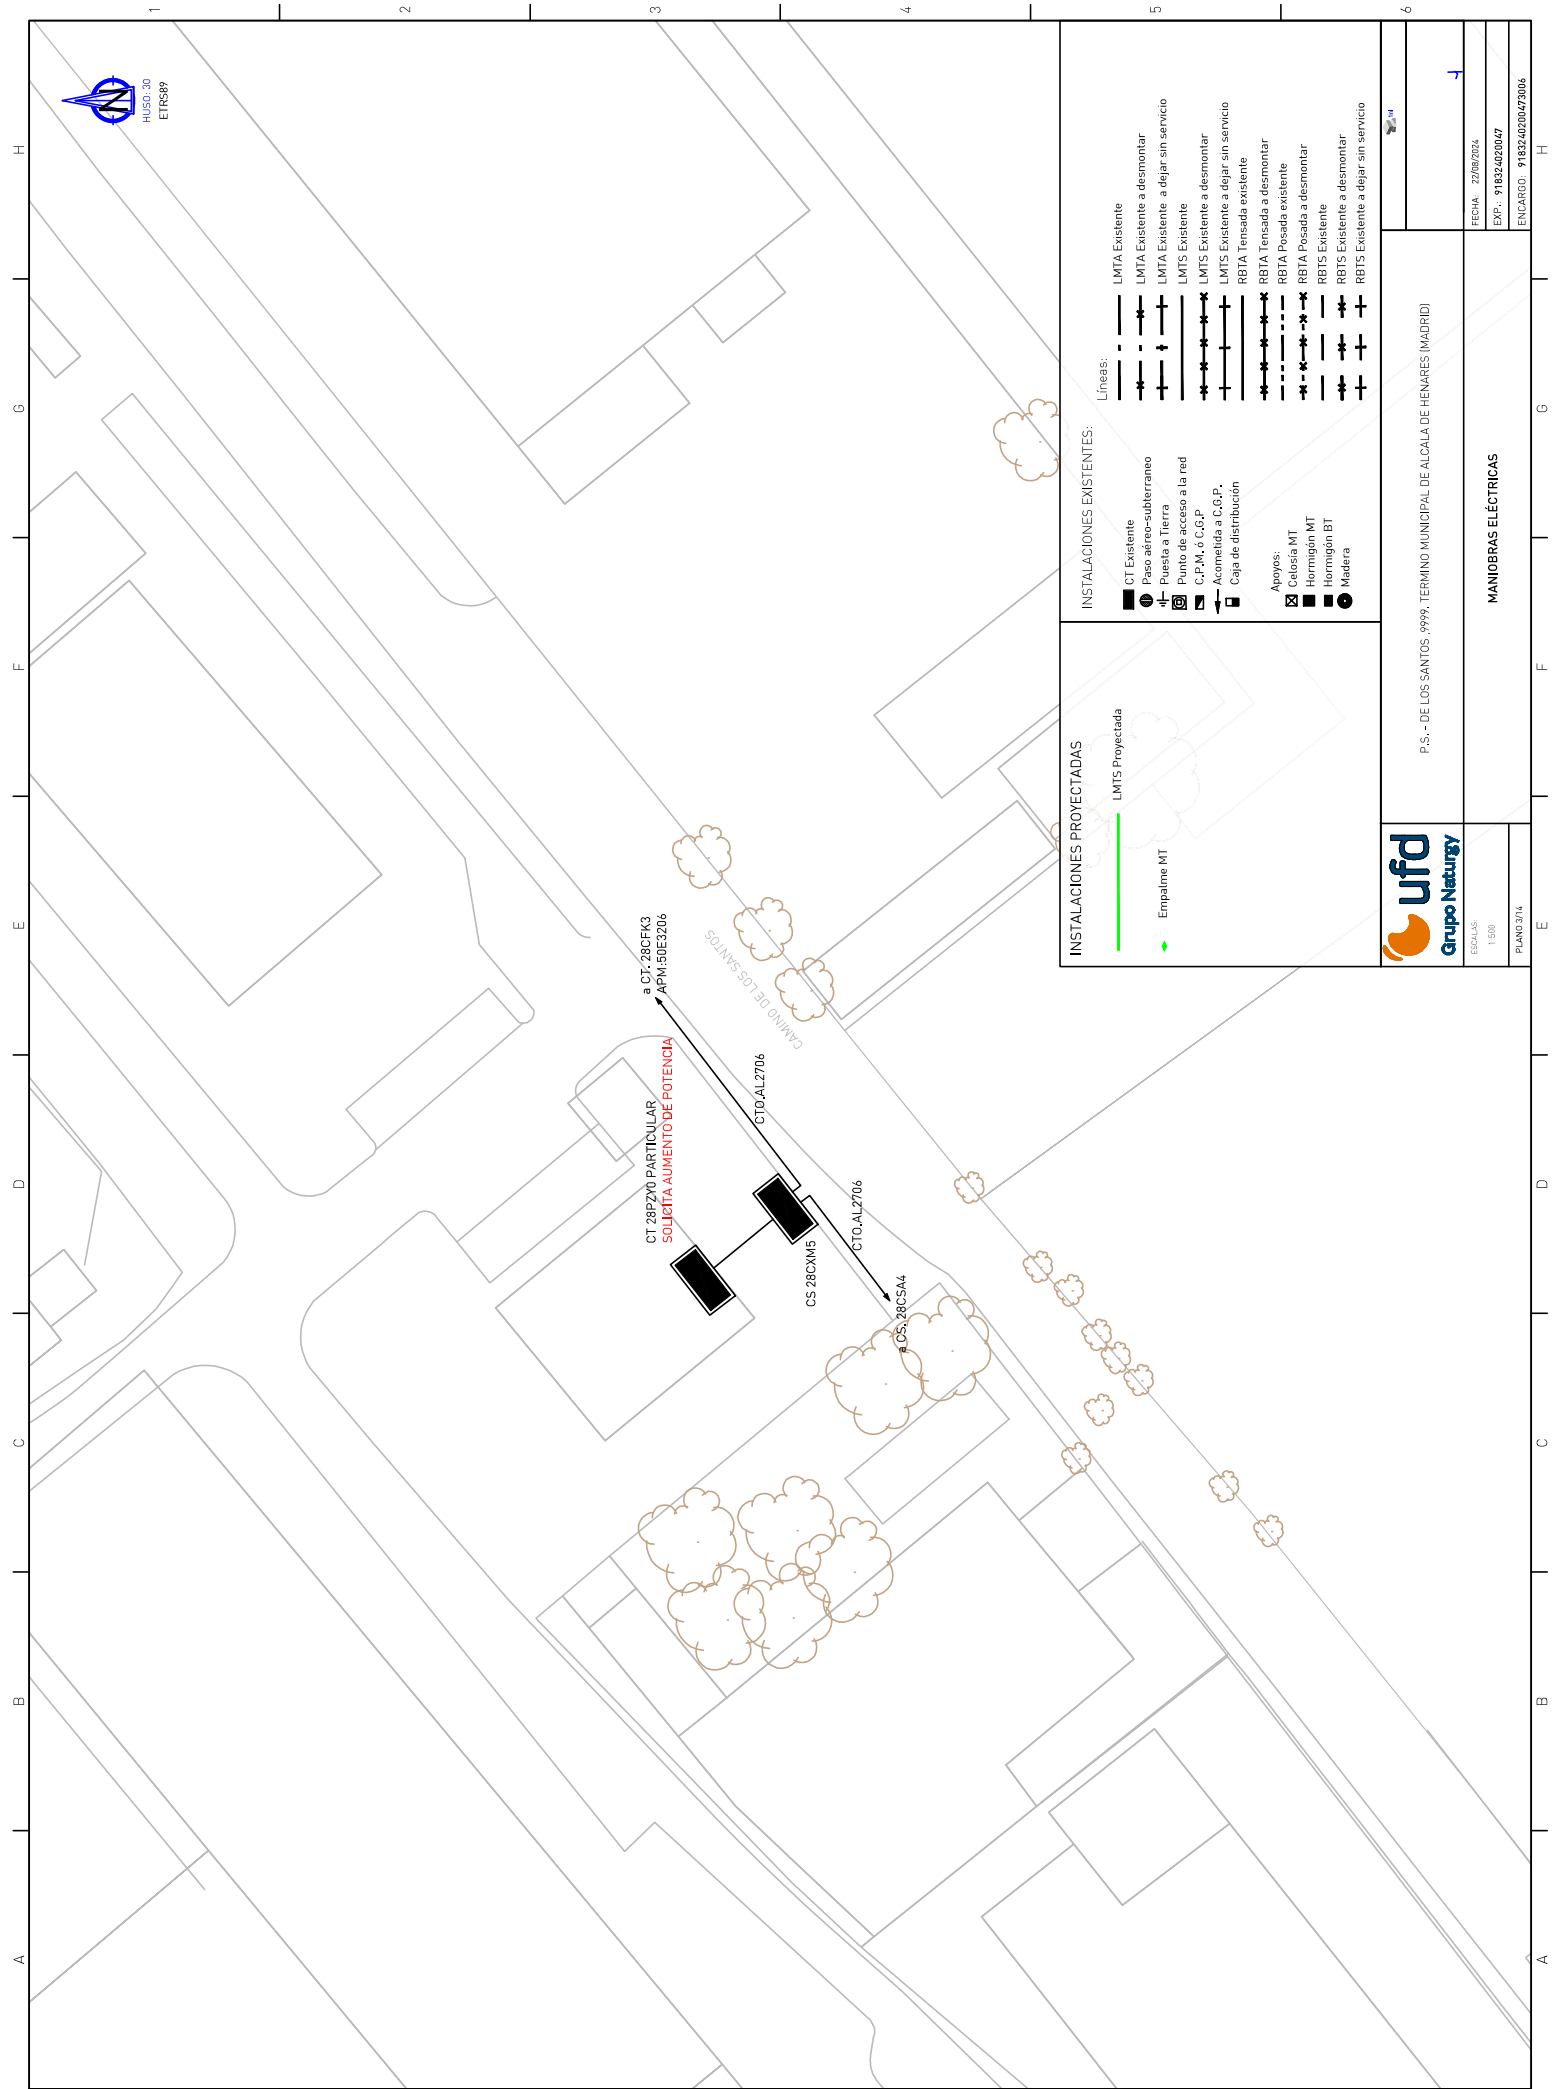 HUSO: 30
ETRS89
N
A
B
C
D
E
F
G
H
1
2
3
4
5
6
A
B
C
D
E
F
G
H
CT 28PZY0 PARTICULAR
SOLICITA AUMENTO DE POTENCIA
a CT: 28CFK3
APM:50E3206
CTO.AL2706
CS 28CXM5
CTO.AL2706
a CS: 28CSA4
CAMINO DE LOS SANTOS
INSTALACIONES PROYECTADAS
LMTS Proyectada
Empalme MT
INSTALACIONES EXISTENTES:
CT Existente
Paso aéreo-subterraneo
Puesta a Tierra
Punto de acceso a la red
C.P.M. ó C.G.P
Acometida a C.G.P.
Caja de distribución
Apoyos:
Celosía MT
Hormigón MT
Hormigón BT
Madera
Líneas:
LMTA Existente
LMTA Existente a desmontar
LMTA Existente a dejar sin servicio
LMTS Existente
LMTS Existente a desmontar
LMTS Existente a dejar sin servicio
RBTA Tensada existente
RBTA Tensada a desmontar
RBTA Posada existente
RBTA Posada a desmontar
RBTS Existente
RBTS Existente a desmontar
RBTS Existente a dejar sin servicio
ufd
Grupo Naturgy
P.S.- DE LOS SANTOS ,9999, TERMINO MUNICIPAL DE ALCALA DE HENARES (MADRID)
ESCALAS:
1:500
PLANO 3/14
MANIOBRAS ELÉCTRICAS
FECHA: 22/08/2024
EXP.: 918324020047
ENCARGO: 9183240200473006